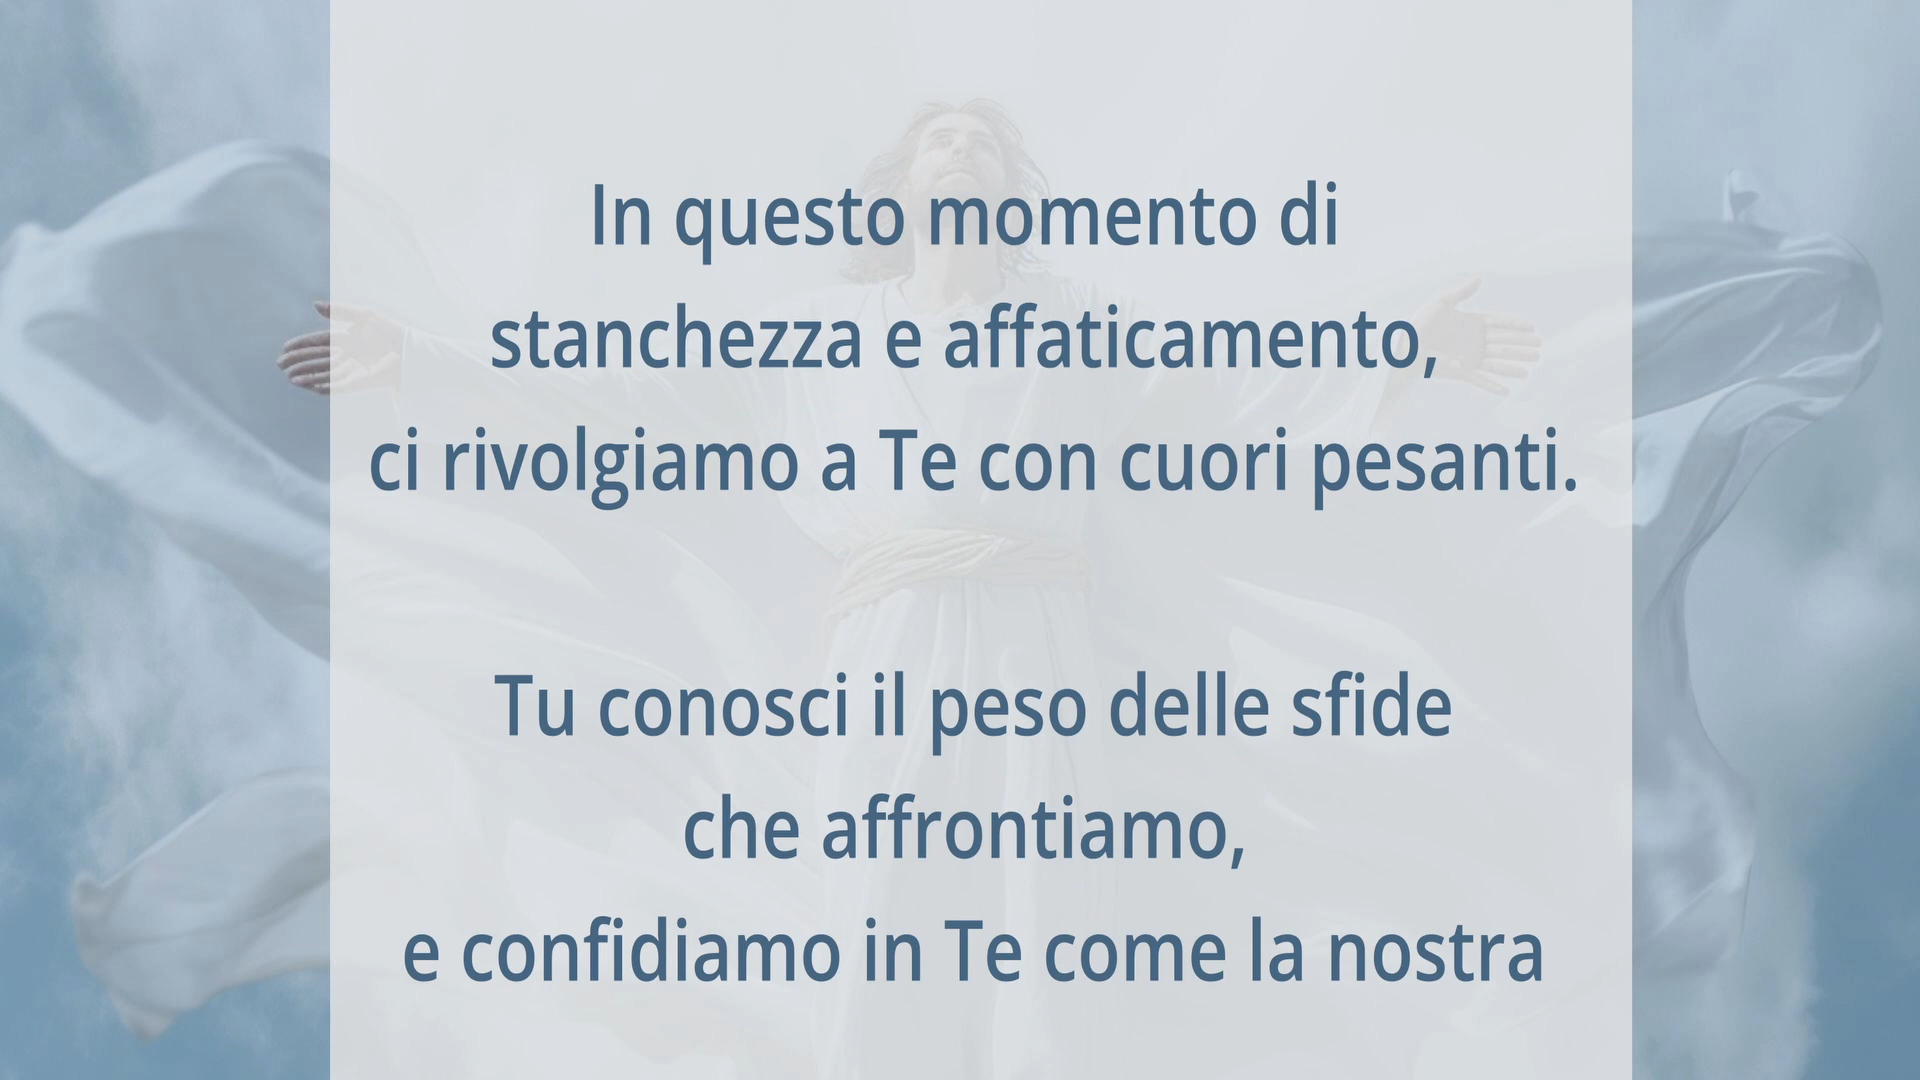 In questo momento di
stanchezza e affaticamento,
ci rivolgiamo a Te con cuori pesanti.
Tu conosci il peso delle sfide
che affrontiamo,
e confidiamo in Te come la nostra